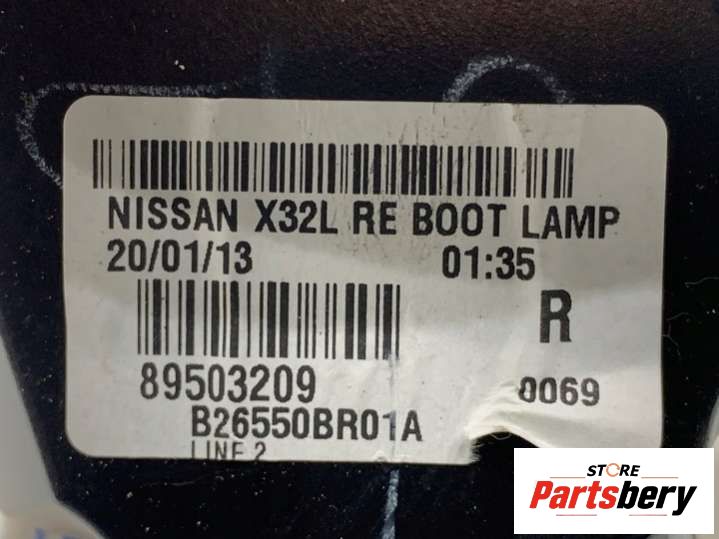 NISSAN X32L RE BOOT LAMP
20/01/13 01:35
R
89503209 0069
B26550BR01A
LINE 2
STORE
Partsbery